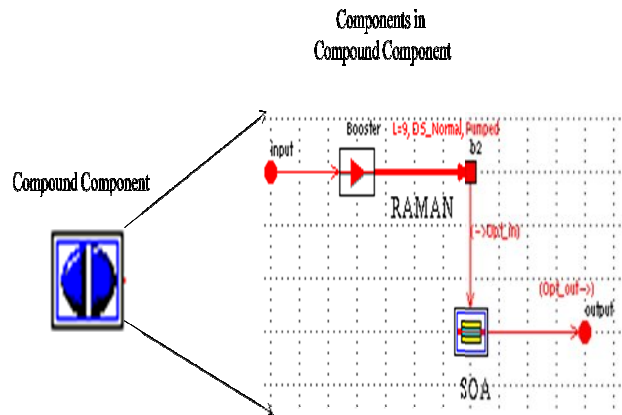 Components in
Compound Component
Compound Component
Booster L=9, DS_Normal, Pumped
input
b2
RAMAN
(->Opt_in)
(Opt_out->)
output
SOA